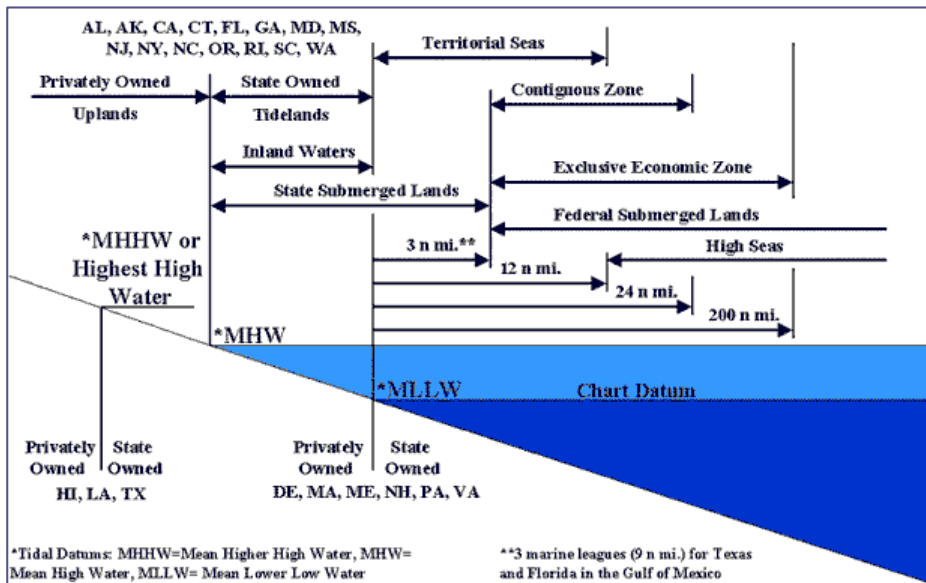 AL, AK, CA, CT, FL, GA, MD, MS,
NJ, NY, NC, OR, RI, SC, WA
Territorial Seas
Privately Owned
State Owned
Contiguous Zone
Uplands
Tidelands
Inland Waters
Exclusive Economic Zone
State Submerged Lands
Federal Submerged Lands
*MHHW or
Highest High
Water
3 n mi.**
High Seas
12 n mi.
24 n mi.
200 n mi.
*MHW
*MLLW
Chart Datum
Privately
Owned
State
Owned
HI, LA, TX
Privately
Owned
State
Owned
DE, MA, ME, NH, PA, VA
*Tidal Datums: MHHW=Mean Higher High Water, MHW=
Mean High Water, MLLW= Mean Lower Low Water
**3 marine leagues (9 n mi.) for Texas
and Florida in the Gulf of Mexico